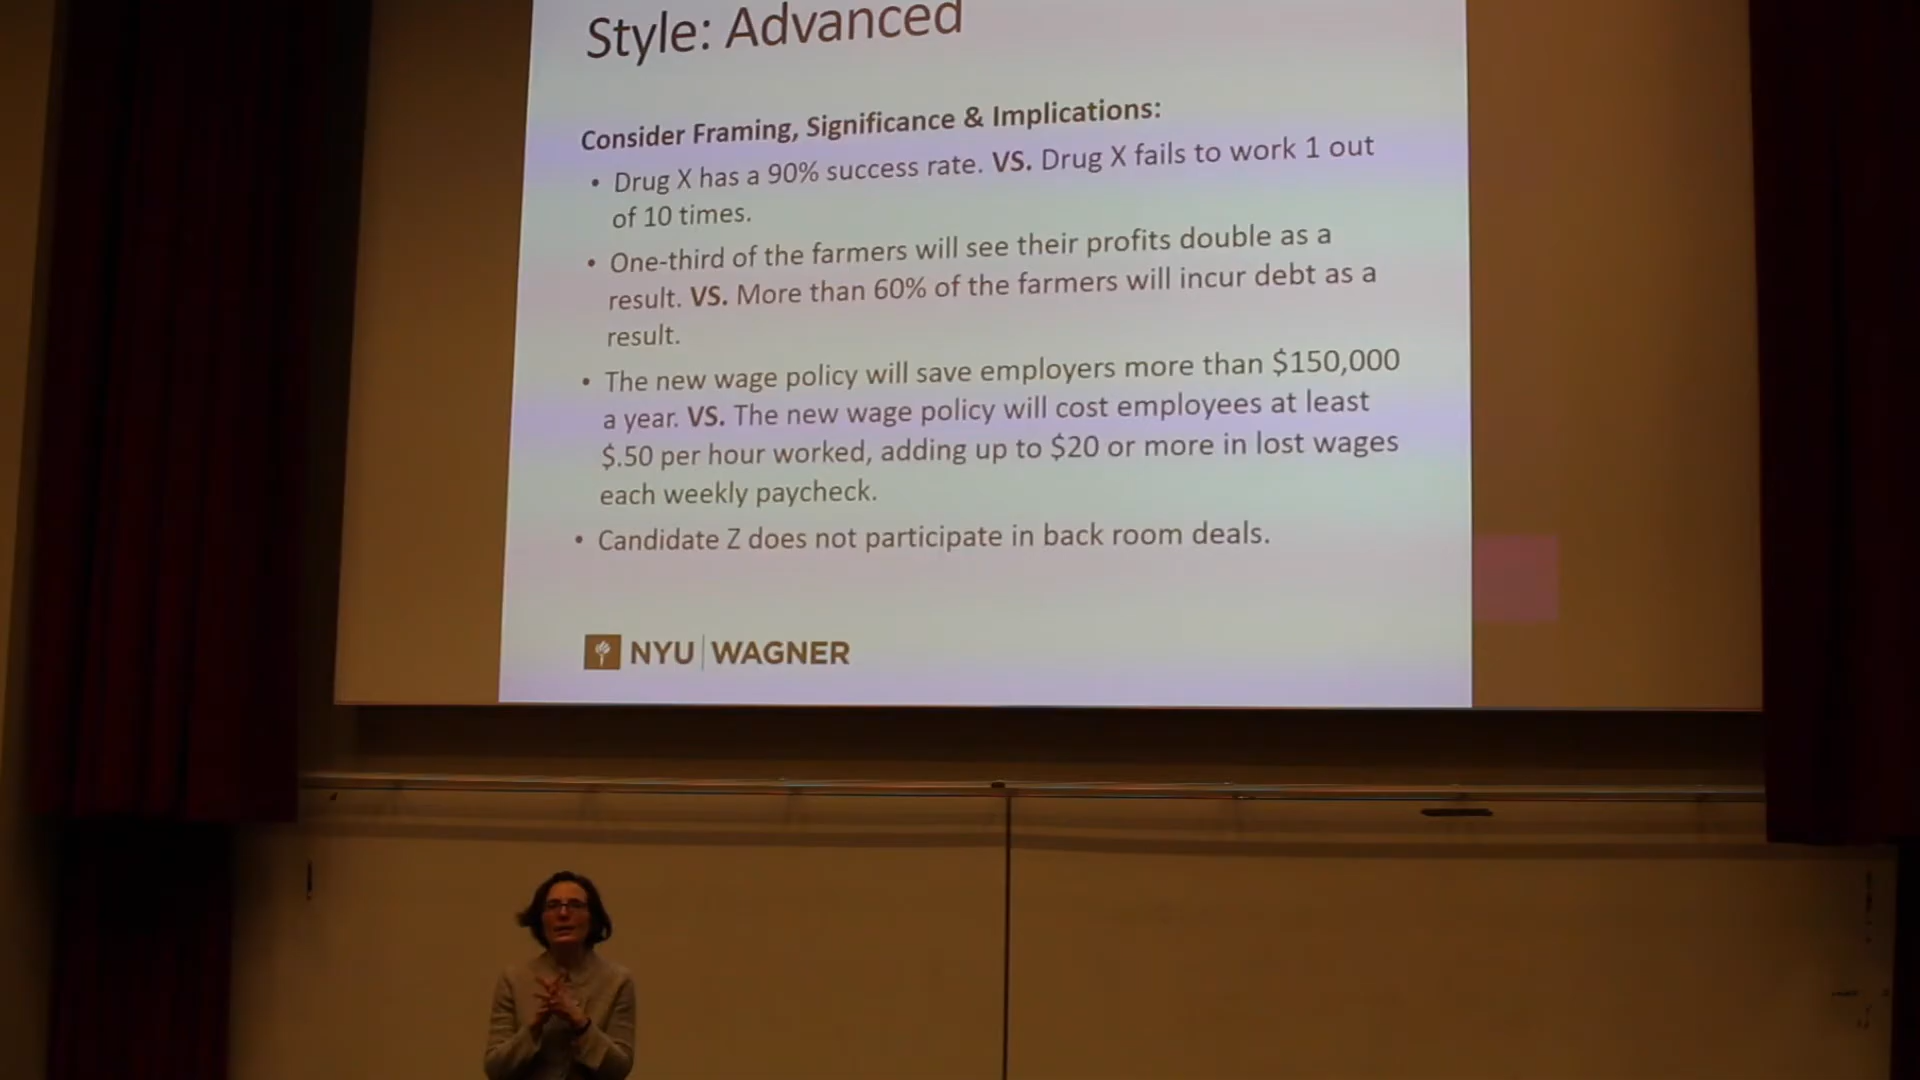 Style: Advanced
Consider Framing, Significance & Implications:
• Drug X has a 90% success rate. VS. Drug X fails to work 1 out
of 10 times.
• One-third of the farmers will see their profits double as a
result. VS. More than 60% of the farmers will incur debt as a
result.
• The new wage policy will save employers more than $150,000
a year. VS. The new wage policy will cost employees at least
$.50 per hour worked, adding up to $20 or more in lost wages
each weekly paycheck.
• Candidate Z does not participate in back room deals.
NYU WAGNER